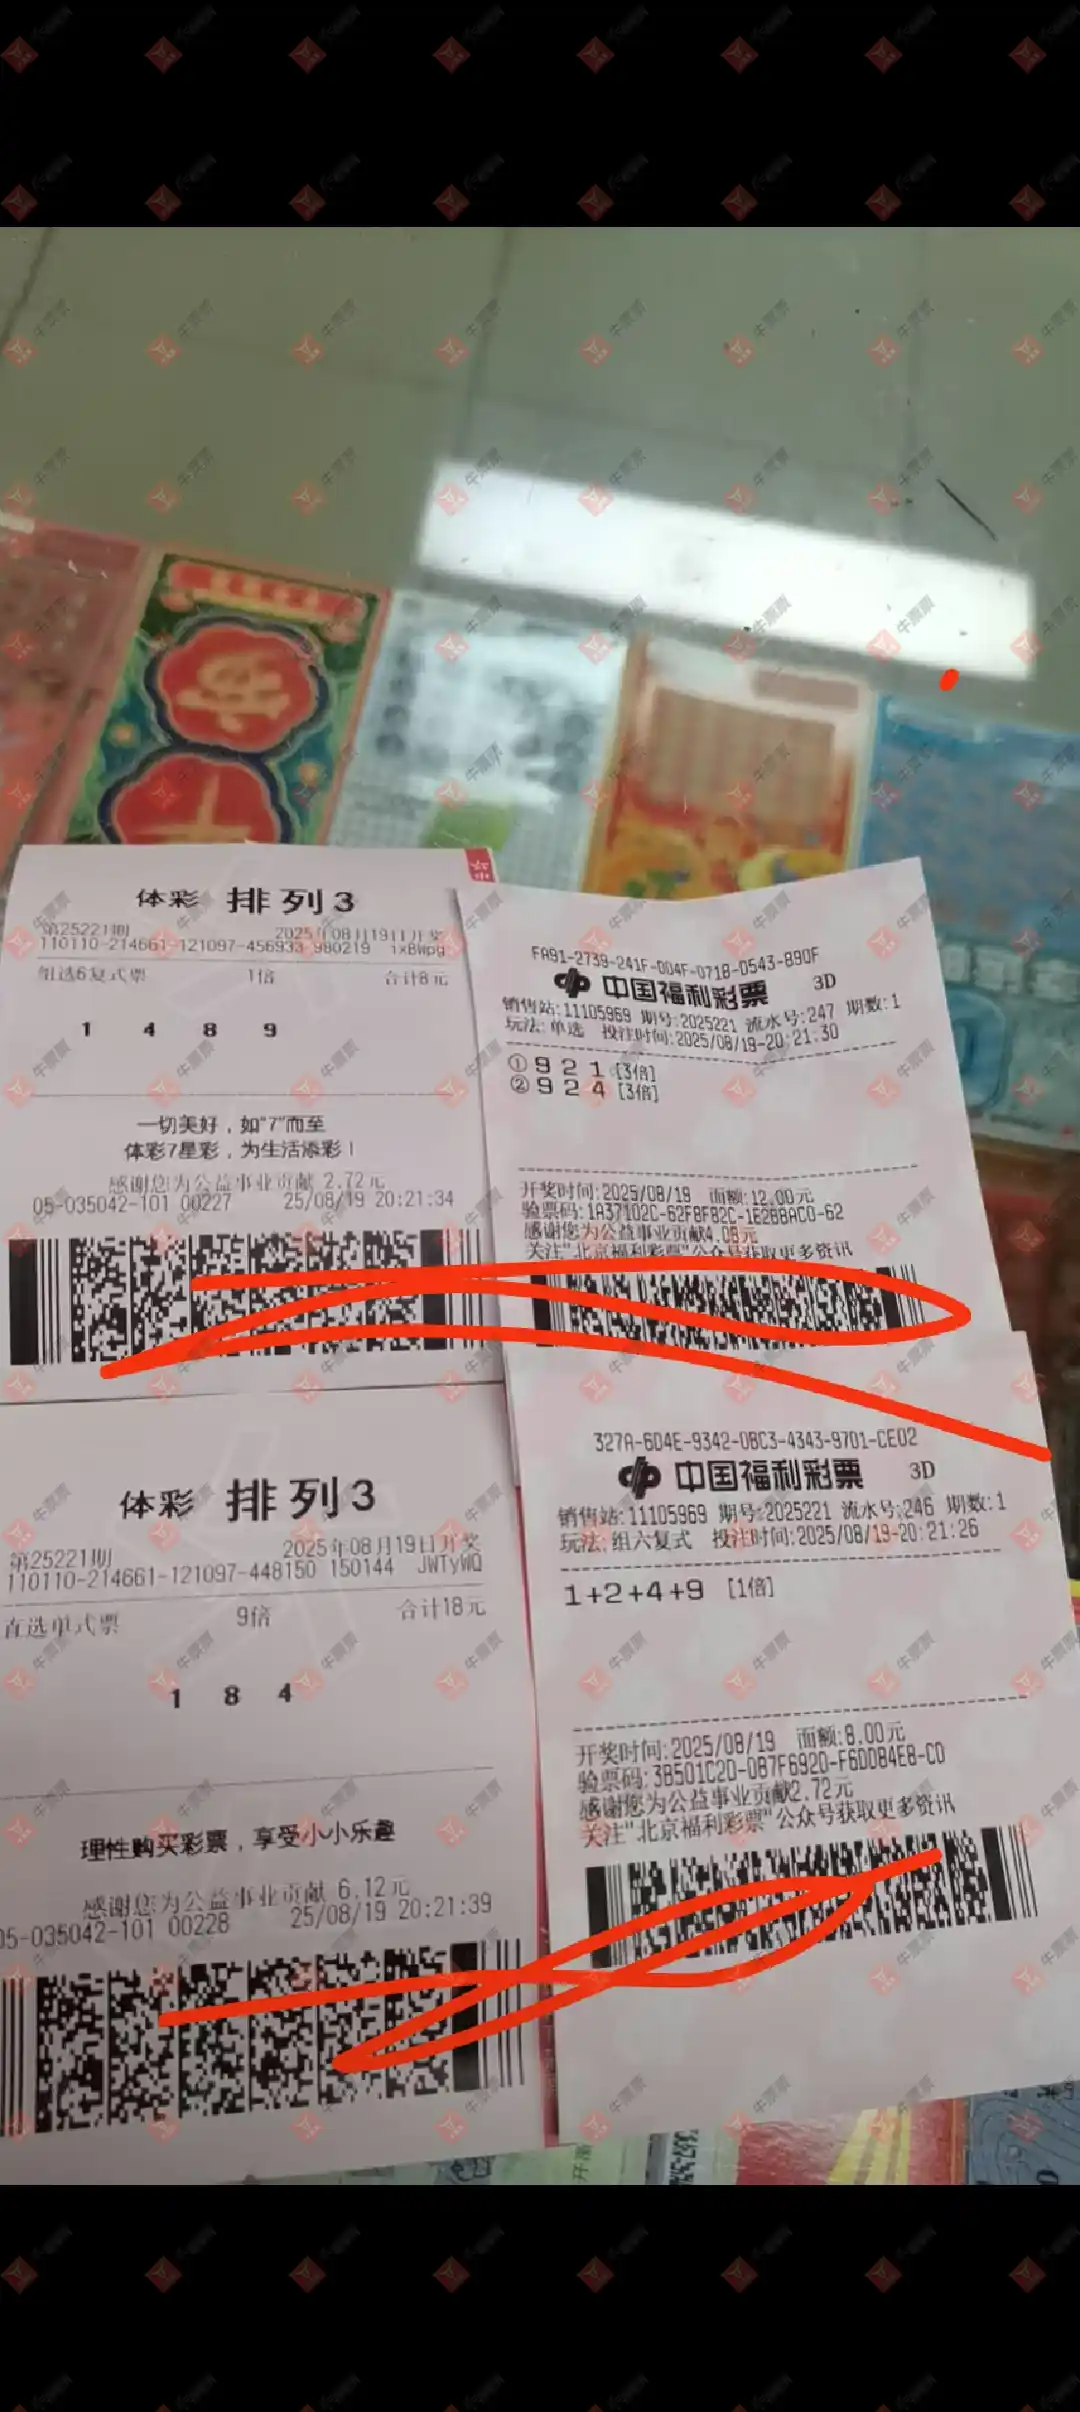 体彩 排列3
第25221期 2025年08月19日开奖
110110-214661-121097-456933 980219 ixBWpg
组选6复式票 1倍 合计8元
1 4 8 9
一切美好，如“7”而至
体彩7星彩，为生活添彩！
感谢您为公益事业贡献 2.72元
05-035042-101 00227 25/08/19 20:21:34
FA91-2739-241F-004F-0718-0543-890F
中国福利彩票 3D
销售站:11105969 期号:2025221 流水号:247 期数:1
玩法:单选 投注时间:2025/08/19-20:21:30
①9 2 1 [3倍]
②9 2 4 [3倍]
开奖时间:2025/08/19 面额:12.00元
验票码:1A37102C-62F8F82C-1E288AC0-62
感谢您为公益事业贡献4.08元
关注"北京福利彩票"公众号获取更多资讯
体彩 排列3
第25221期 2025年08月19日开奖
110110-214661-121097-448150 150144 JWTyWQ
直选单式票 9倍 合计18元
1 8 4
理性购买彩票，享受小小乐趣
感谢您为公益事业贡献 6.12元
05-035042-101 00228 25/08/19 20:21:39
327A-6D4E-9342-08C3-4343-9701-CE02
中国福利彩票 3D
销售站:11105969 期号:2025221 流水号:246 期数:1
玩法:组六复式 投注时间:2025/08/19-20:21:26
1+2+4+9 [1倍]
开奖时间:2025/08/19 面额:8.00元
验票码:3B501C2D-087F6920-F6DD84E8-CD
感谢您为公益事业贡献2.72元
关注"北京福利彩票"公众号获取更多资讯
牛票票